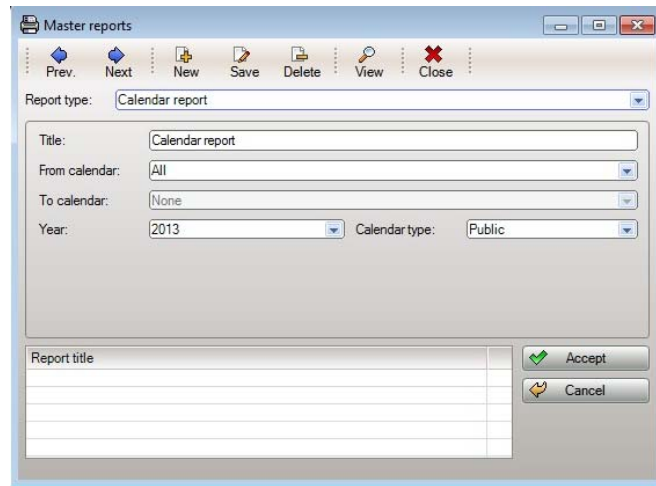 Master reports
Prev. Next New Save Delete View Close
Report type: Calendar report
Title: Calendar report
From calendar: All
To calendar: None
Year: 2013 Calendar type: Public
Report title
Accept
Cancel